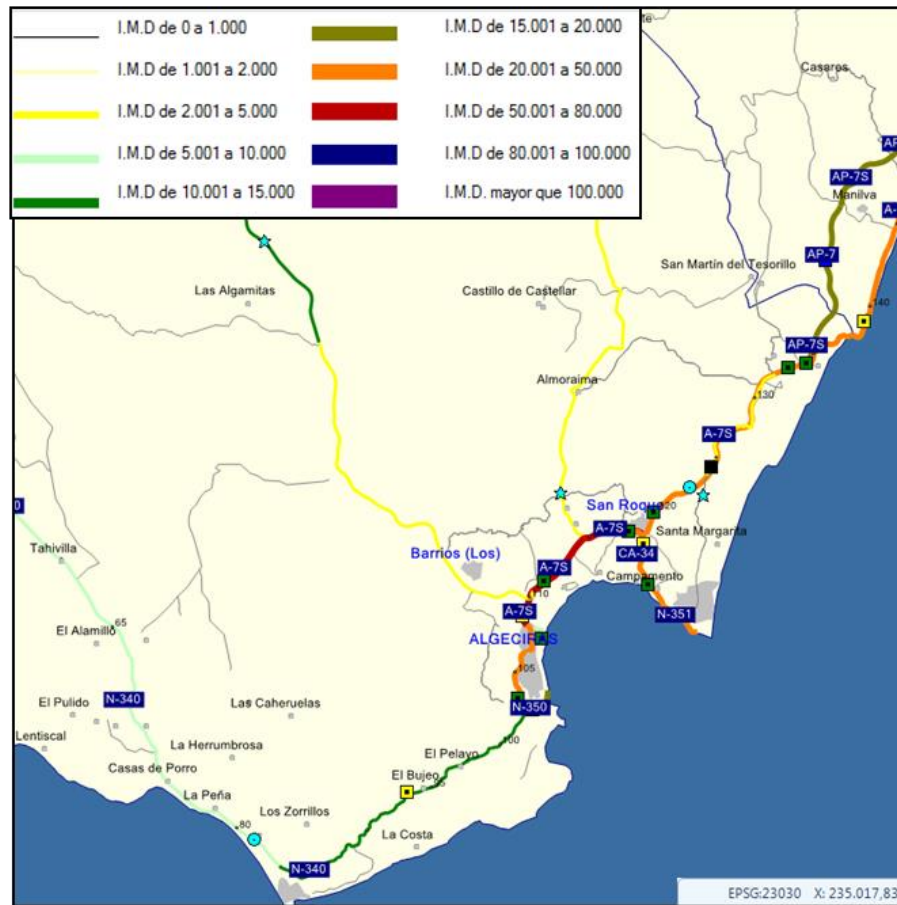 I.M.D de 0 a 1.000
I.M.D de 15.001 a 20.000
I.M.D de 1.001 a 2.000
I.M.D de 20.001 a 50.000
I.M.D de 2.001 a 5.000
I.M.D de 50.001 a 80.000
I.M.D de 5.001 a 10.000
I.M.D de 80.001 a 100.000
I.M.D de 10.001 a 15.000
I.M.D. mayor que 100.000
Casares
AP-7S
Manilva
AP-7
San Martín del Tesorillo
Las Algamitas
Castillo de Castellar
140
AP-7S
Almoraima
130
A-7S
San Roque
20
A-7S
Santa Margarita
Barrios (Los)
CA-34
Tahivilla
A-7S
Campamento
110
A-7S
N-351
65
El Alamillo
ALGECIRAS
105
N-340
El Pulido
Las Caheruelas
N-350
Lentiscal
La Herrumbrosa
100
El Pelayo
Casas de Porro
El Bujeo
95
La Peña
Los Zorrillos
80
La Costa
N-340
EPSG:23030 X: 235.017,83